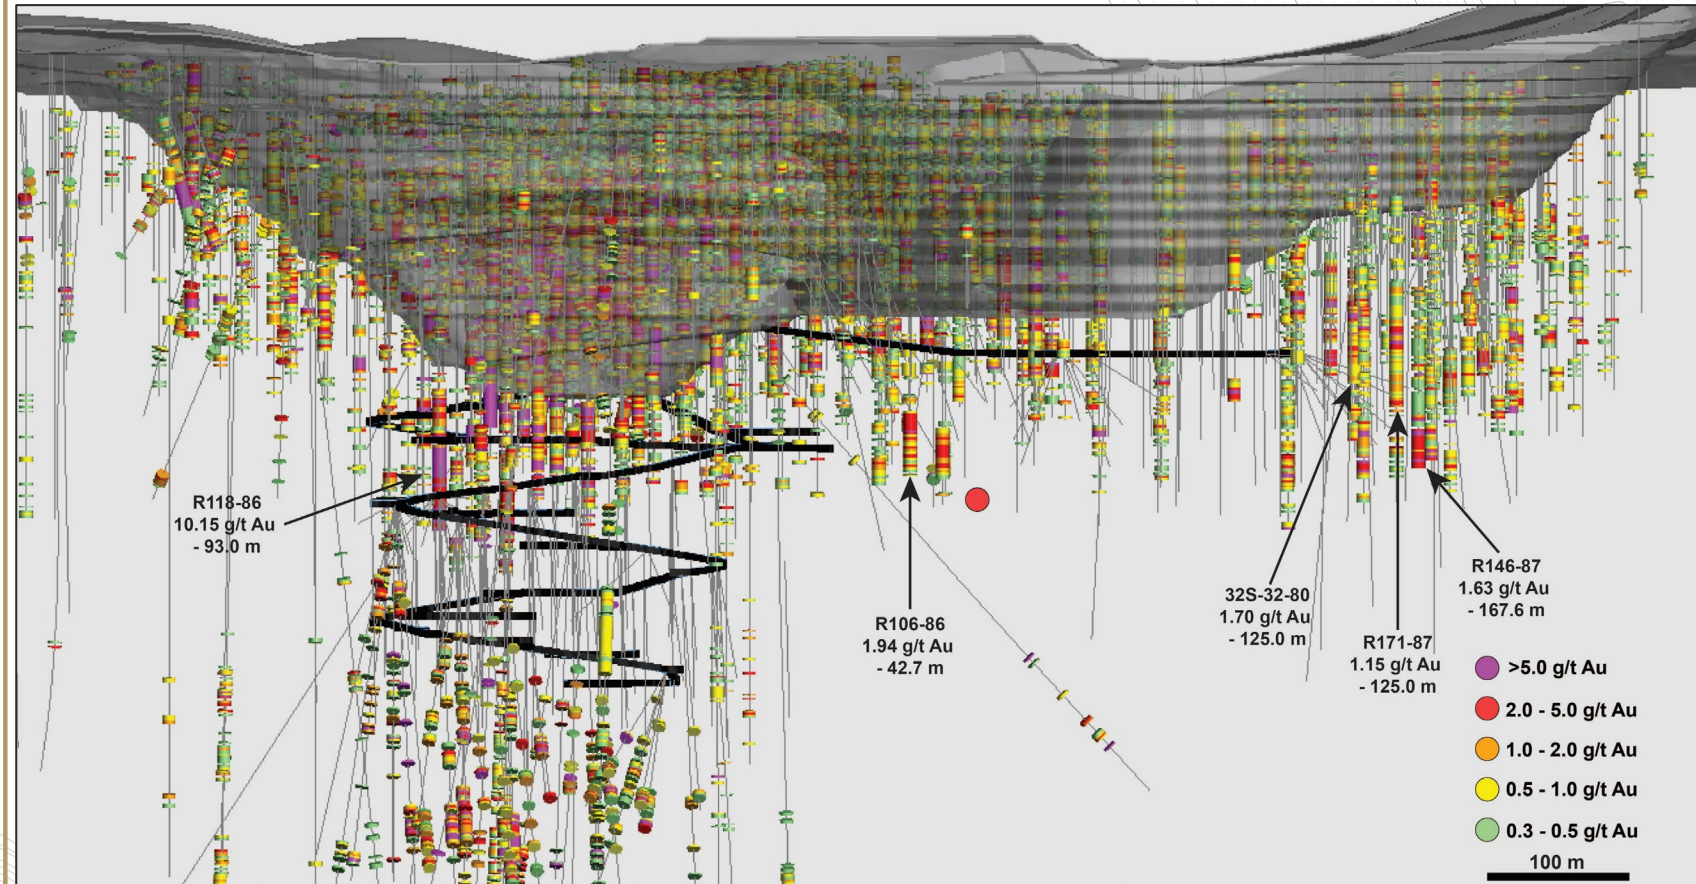 R118-86
10.15 g/t Au
- 93.0 m
R106-86
1.94 g/t Au
- 42.7 m
32S-32-80
1.70 g/t Au
- 125.0 m
R171-87
1.15 g/t Au
- 125.0 m
R146-87
1.63 g/t Au
- 167.6 m
>5.0 g/t Au
2.0 - 5.0 g/t Au
1.0 - 2.0 g/t Au
0.5 - 1.0 g/t Au
0.3 - 0.5 g/t Au
100 m